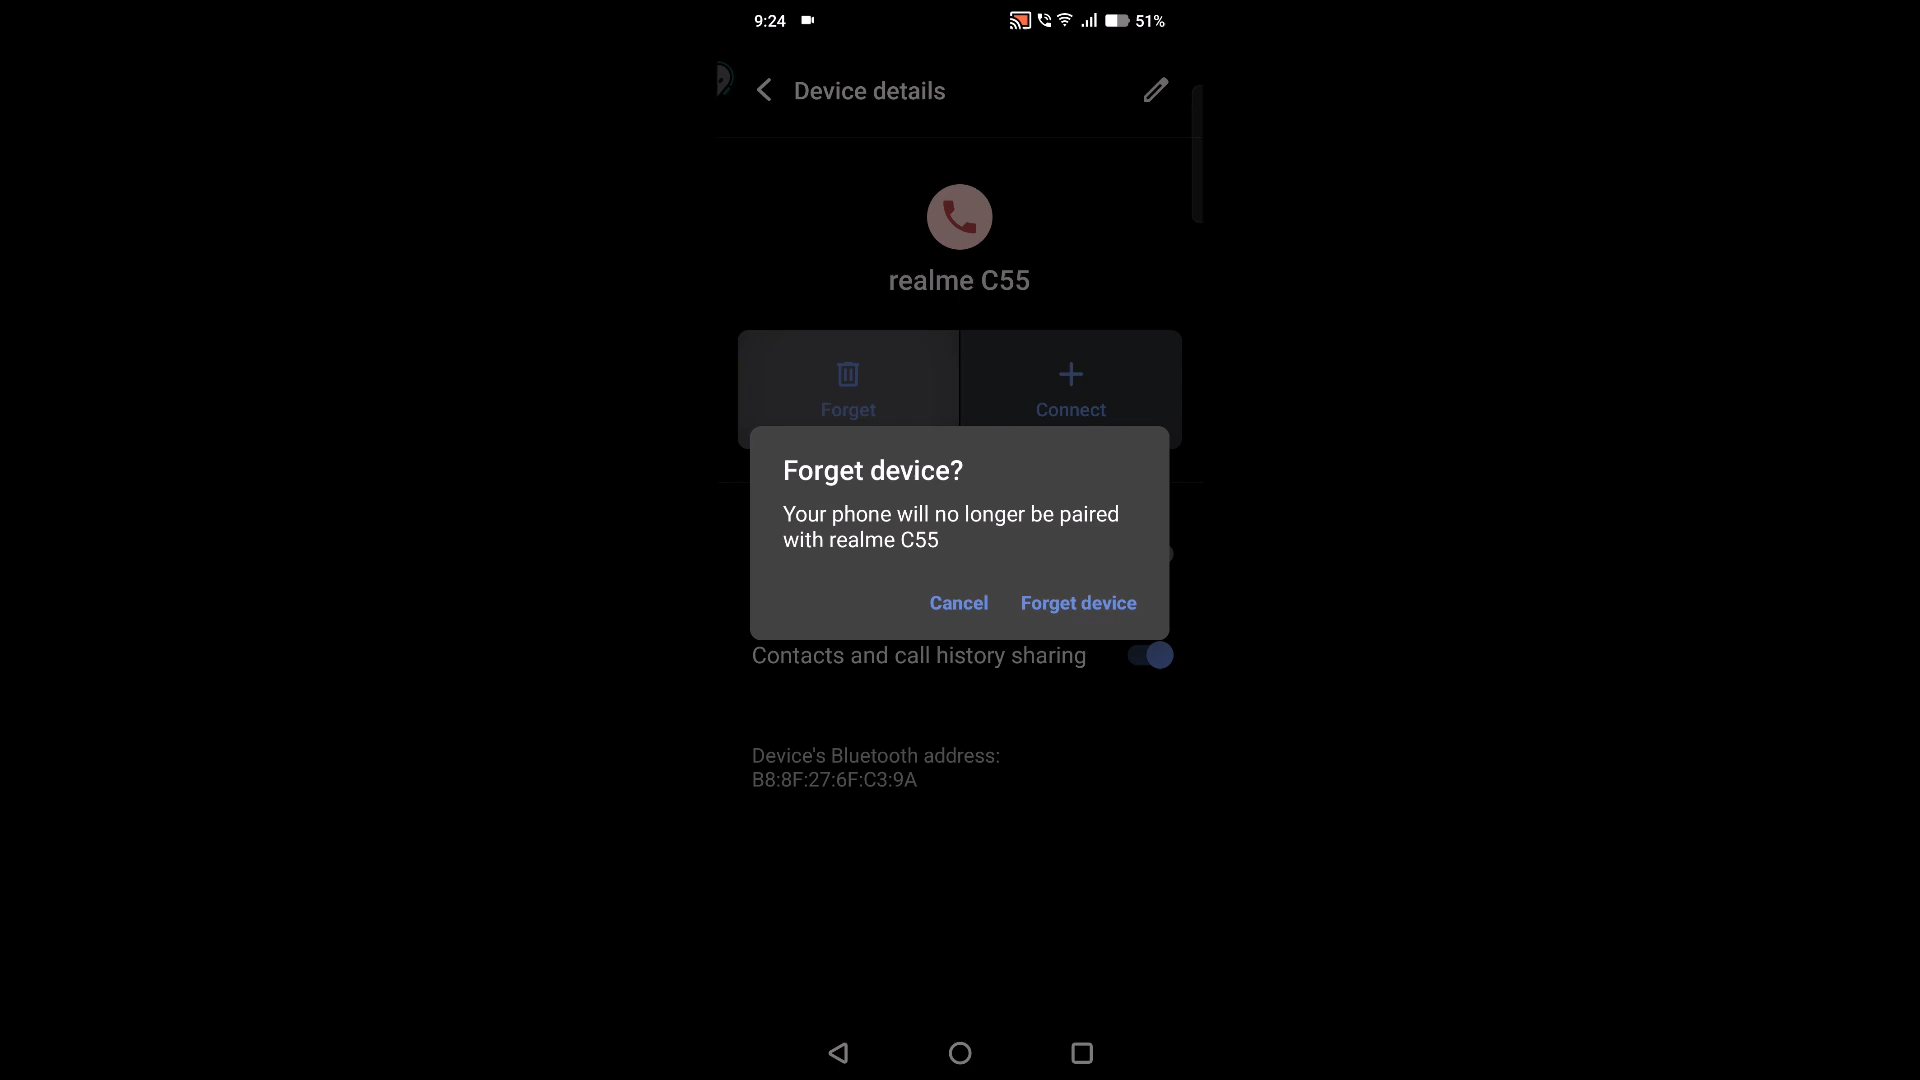 9:24
51%
Device details
realme C55
Forget
Connect
Forget device?
Your phone will no longer be paired
with realme C55
Cancel
Forget device
Contacts and call history sharing
Device's Bluetooth address:
B8:8F:27:6F:C3:9A